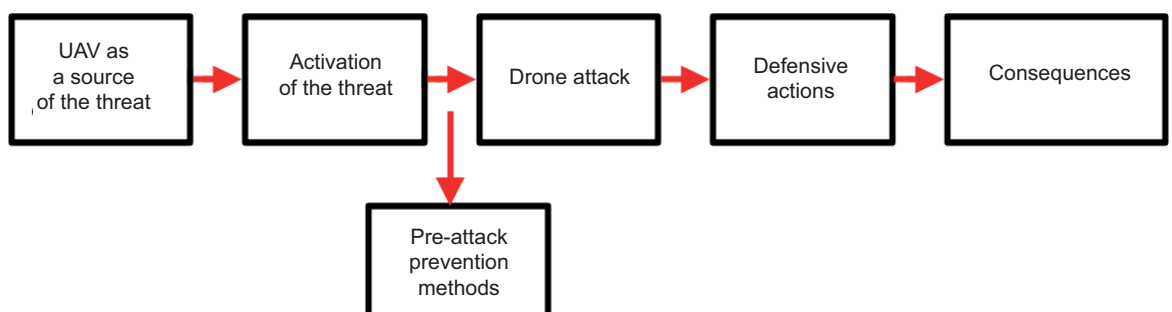 UAV as
a source
of the threat
Activation
of the threat
Drone attack
Defensive
actions
Consequences
Pre-attack
prevention
methods